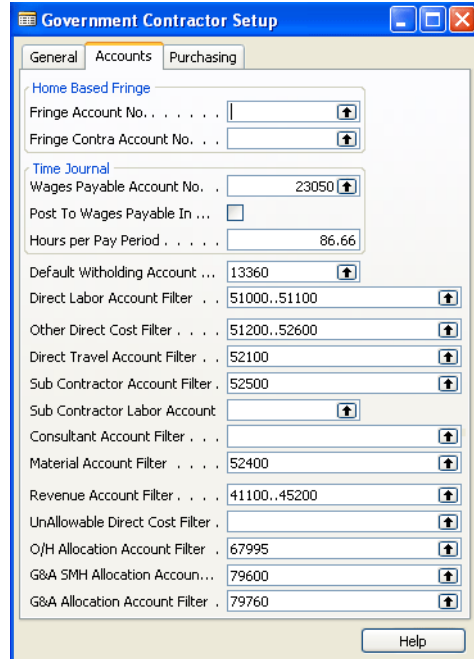 Government Contractor Setup
General Accounts Purchasing
Home Based Fringe
Fringe Account No. . . . . . .
Fringe Contra Account No. . .
Time Journal
Wages Payable Account No. . 23050
Post To Wages Payable In ...
Hours per Pay Period . . . . . 86.66
Default Witholding Account ... 13360
Direct Labor Account Filter . . 51000..51100
Other Direct Cost Filter . . . . 51200..52600
Direct Travel Account Filter . . 52100
Sub Contractor Account Filter . 52500
Sub Contractor Labor Account
Consultant Account Filter . . .
Material Account Filter . . . . 52400
Revenue Account Filter . . . . 41100..45200
UnAllowable Direct Cost Filter .
O/H Allocation Account Filter . 67995
G&A SMH Allocation Accoun... 79600
G&A Allocation Account Filter . 79760
Help